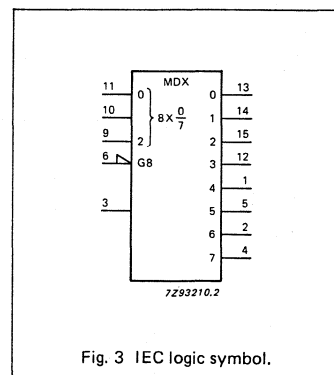 MDX
11 0 0 13
10 8X 0/7 1 14
9 2 2 15
6 G8 3 12
4 1
3 5 5
6 2
7 4
7Z93210.2
Fig. 3 IEC logic symbol.